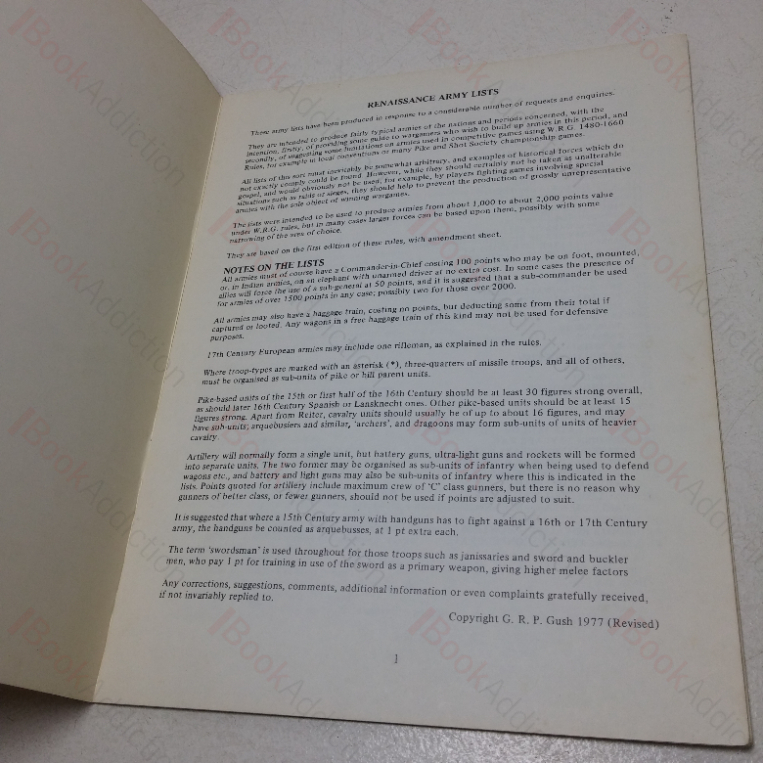 RENAISSANCE ARMY LISTS
These army lists have been produced in response to a considerable number of requests and enquiries.
They are intended to produce fairly typical armies of the nations and periods concerned, with the
intention, firstly, of providing some guide to wargamers who wish to build up armies in this period, and
secondly, of suggesting some limitations on armies used in competitive games using W.R.G. 1480-1660
Rules, for example in local conventions or many Pike and Shot Society Championship games.
All lists of this sort must inevitably be somewhat arbitrary, and examples of historical forces which do
not exactly comply could be found. However, while they should certainly not be taken as unalterable
gospel, and would obviously not be used, for example, by players fighting games involving special
situations such as raids or sieges, they should help to prevent the production of grossly unrepresentative
armies with the sole object of winning wargames.
The lists were intended to be used to produce armies from about 1,000 to about 2,000 points value
under W.R.G. rules, but in many cases larger forces can be based upon them, possibly with some
narrowing of the area of choice.
They are based on the first edition of these rules, with amendment sheet.
NOTES ON THE LISTS
All armies must of course have a Commander-in-Chief costing 100 points who may be on foot, mounted,
or, in Indian armies, on an elephant with unarmed driver at no extra cost. In some cases the presence of
allies will force the use of a sub-general at 50 points, and it is suggested that a sub-commander be used
for armies of over 1500 points in any case; possibly two for those over 2000.
All armies may also have a baggage train, costing no points, but deducting some from their total if
captured or looted. Any wagons in a free baggage train of this kind may not be used for defensive
purposes.
17th Century European armies may include one rifleman, as explained in the rules.
Where troop-types are marked with an asterisk (*), three-quarters of missile troops, and all of others,
must be organised as sub-units of pike or bill parent units.
Pike-based units of the 15th or first half of the 16th Century should be at least 30 figures strong overall,
as should later 16th Century Spanish or Lansknecht ones. Other pike-based units should be at least 15
figures strong. Apart from Reiter, cavalry units should usually be of up to about 16 figures, and may
have sub-units; arquebusiers and similar, 'archers', and dragoons may form sub-units of units of heavier
cavalry.
Artillery will normally form a single unit, but battery guns, ultra-light guns and rockets will be formed
into separate units. The two former may be organised as sub-units of infantry when being used to defend
wagons etc., and battery and light guns may also be sub-units of infantry where this is indicated in the
lists. Points quoted for artillery include maximum crew of 'C' class gunners, but there is no reason why
gunners of better class, or fewer gunners, should not be used if points are adjusted to suit.
It is suggested that where a 15th Century army with handguns has to fight against a 16th or 17th Century
army, the handguns be counted as arquebusses, at 1 pt extra each.
The term 'swordsman' is used throughout for those troops such as janissaries and sword and buckler
men, who pay 1 pt for training in use of the sword as a primary weapon, giving higher melee factors
Any corrections, suggestions, comments, additional information or even complaints gratefully received,
if not invariably replied to.
Copyright G. R. P. Gush 1977 (Revised)
1
BookAddiction